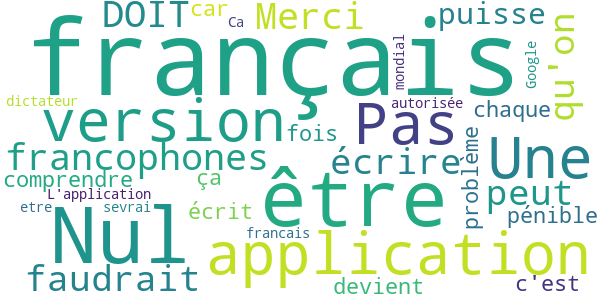 DOIT car Merci puisse
Ca
français
mondial Google qu'on
dictateur
version fois Pas autorisée chaque
francophones écrire problème Une
comprendre ça peut
L'application
etre sevrai écrit être pénible
Nul francais
application
faudrait devient c'est